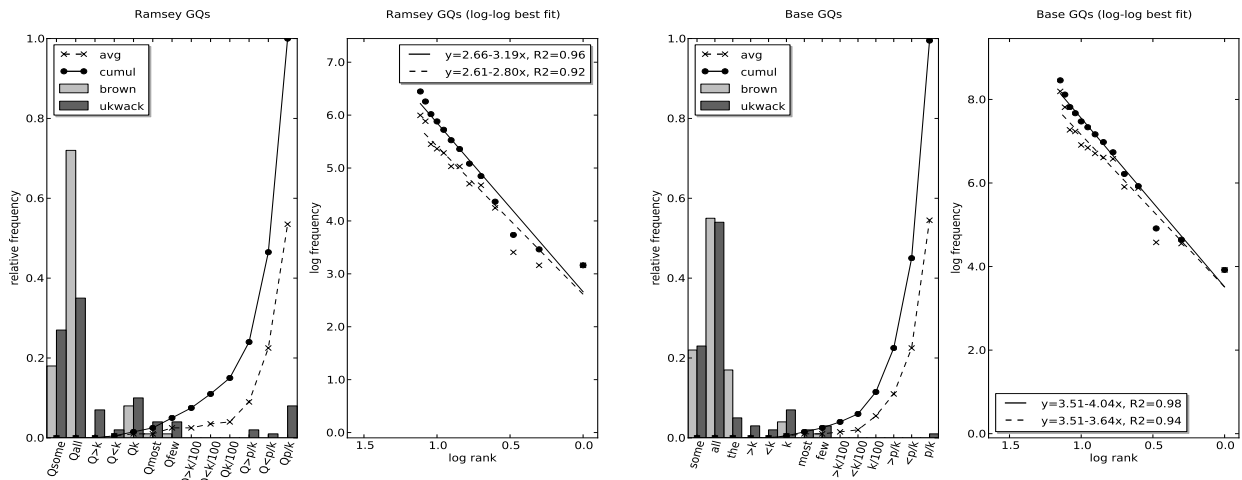 Ramsey GQs
Ramsey GQs (log-log best fit)
Base GQs
Base GQs (log-log best fit)
avg
cumul
brown
ukwack
1.0
0.8
0.6
0.4
0.2
0.0
relative frequency
Qsome
Qall
Q>k
Q<k
Qk
Qmost
Qfew
Q>k/100
Q<k/100
Qk/100
Q>p/k
Q<p/k
Qp/k
y=2.66-3.19x, R2=0.96
y=2.61-2.80x, R2=0.92
7.0
6.0
5.0
4.0
3.0
2.0
1.0
0.0
log frequency
1.5
1.0
0.5
0.0
log rank
avg
cumul
brown
ukwack
1.0
0.8
0.6
0.4
0.2
0.0
relative frequency
some
all
the
>k
<k
k
most
few
>k/100
<k/100
k/100
>p/k
<p/k
p/k
8.0
6.0
4.0
2.0
0.0
log frequency
y=3.51-4.04x, R2=0.98
y=3.51-3.64x, R2=0.94
1.5
1.0
0.5
0.0
log rank